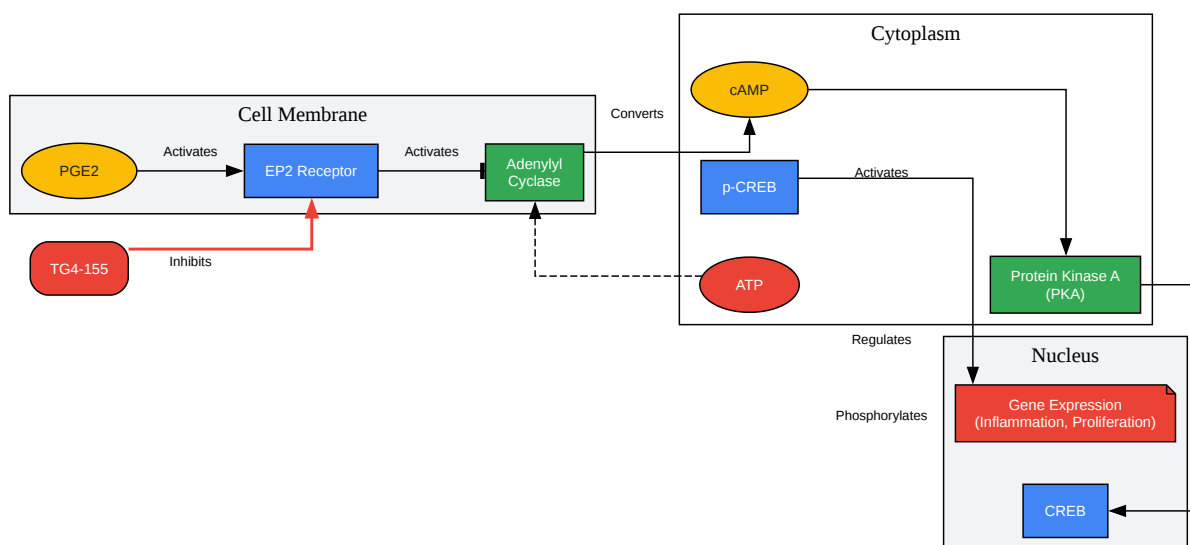 Cytoplasm
cAMP
Converts
Cell Membrane
PGE2
Activates
EP2 Receptor
Activates
Adenylyl
Cyclase
p-CREB
Activates
TG4-155
Inhibits
ATP
Protein Kinase A
(PKA)
Regulates
Nucleus
Phosphorylates
Gene Expression
(Inflammation, Proliferation)
CREB